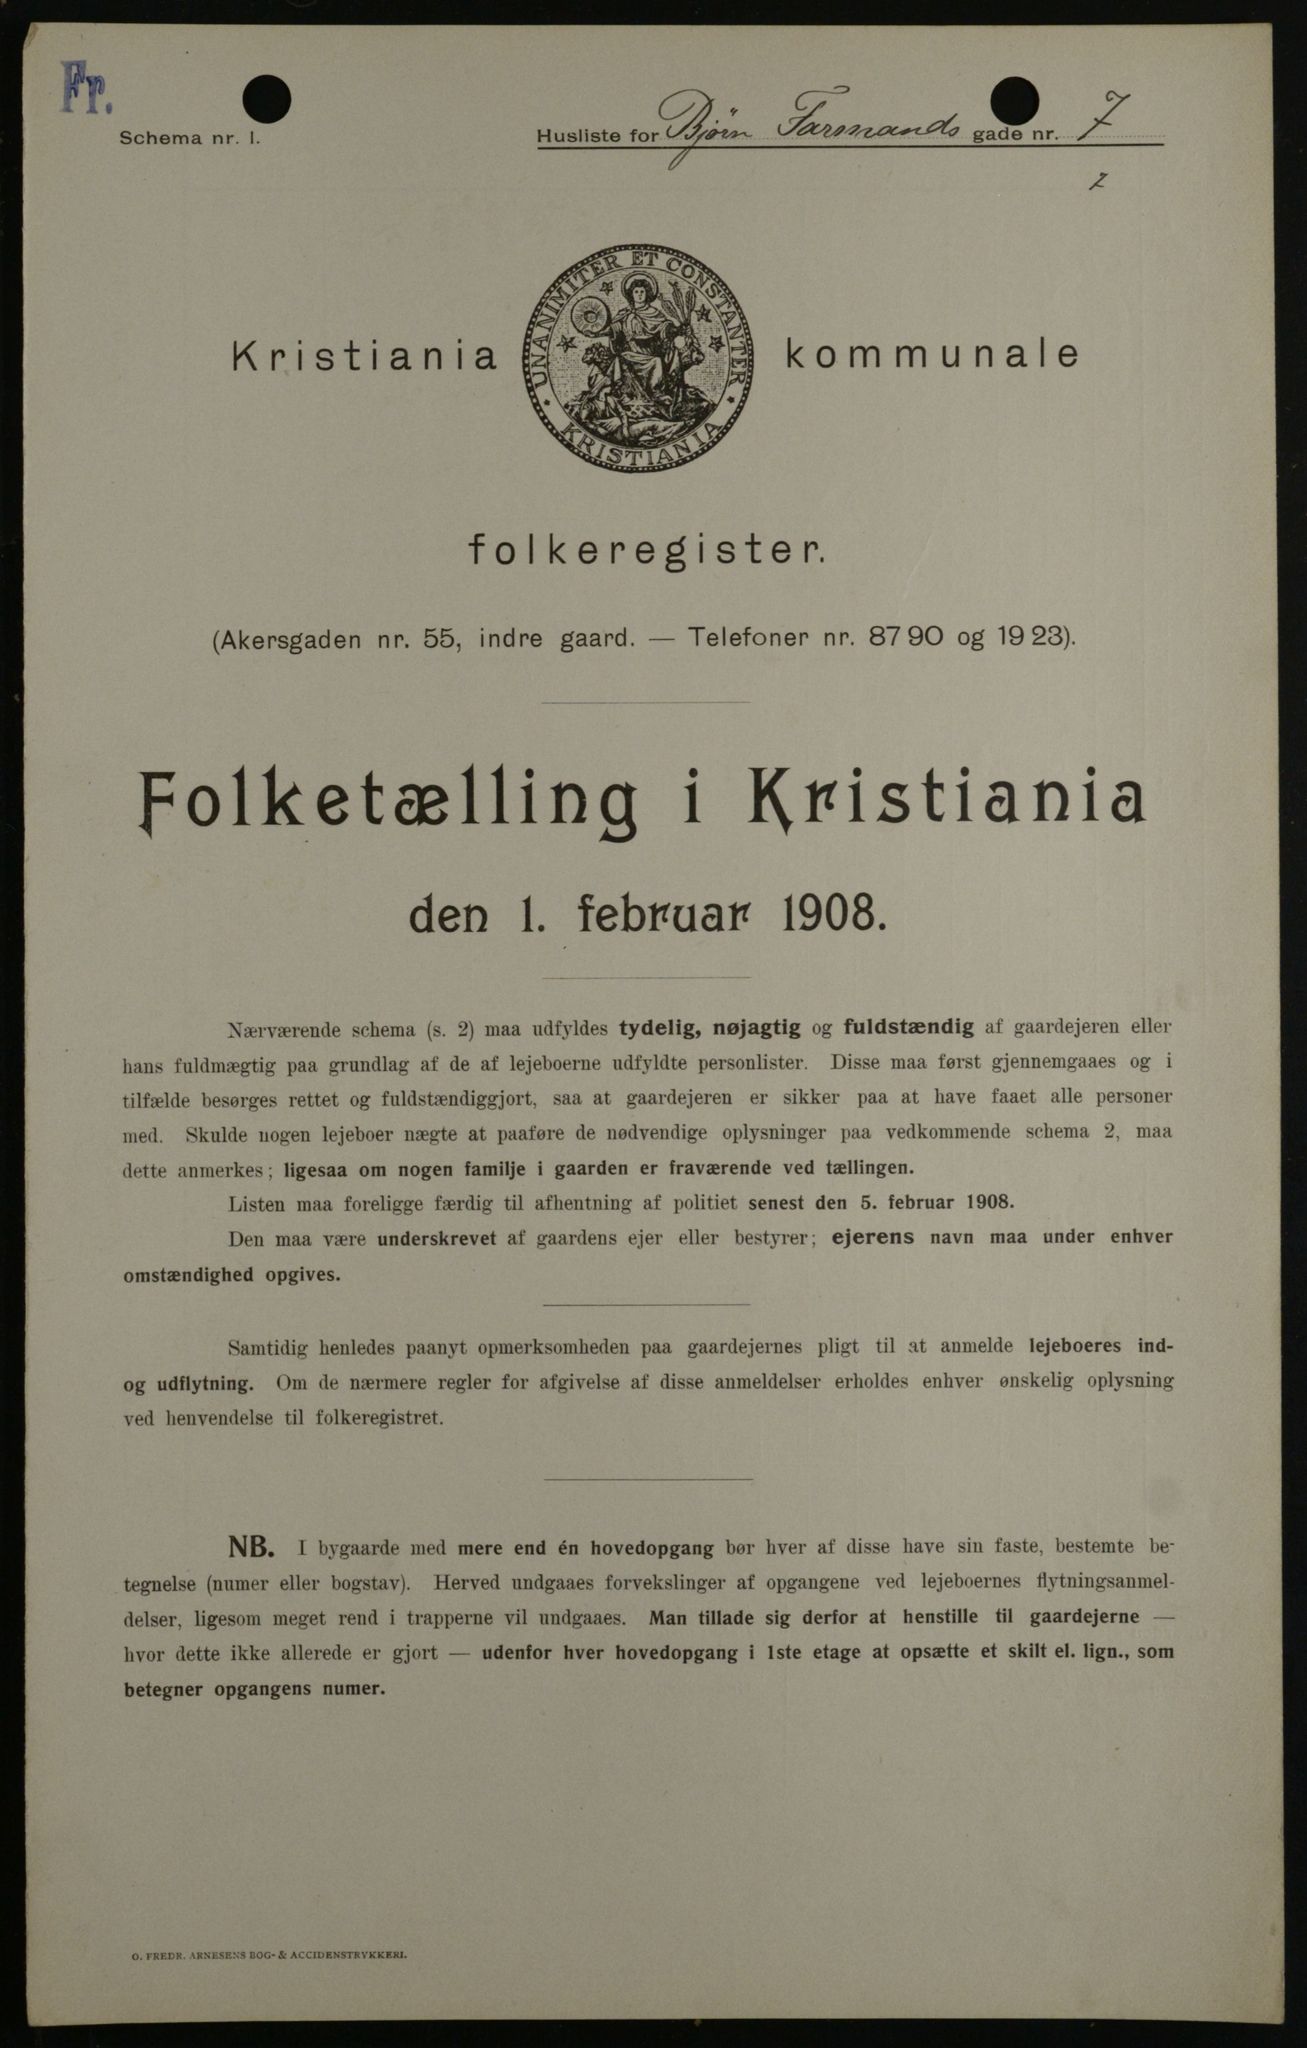 Fr.
Schema nr. 1.
Husliste for Bjørn Farmands gade nr. 7
7
UNANIMITER ET CONSTANTER
KRISTIANIA
Kristiania kommunale
folkeregister.
(Akersgaden nr. 55, indre gaard. — Telefoner nr. 87 90 og 19 23).
Folketælling i Kristiania
den 1. februar 1908.
Nærværende schema (s. 2) maa udfyldes tydelig, nøjagtig og fuldstændig af gaardejeren eller
hans fuldmægtig paa grundlag af de af lejeboerne udfyldte personlister. Disse maa først gjennemgaaes og i
tilfælde besørges rettet og fuldstændiggjort, saa at gaardejeren er sikker paa at have faaet alle personer
med. Skulde nogen lejeboer nægte at paaføre de nødvendige oplysninger paa vedkommende schema 2, maa
dette anmerkes; ligesaa om nogen familje i gaarden er fraværende ved tællingen.
Listen maa foreligge færdig til afhentning af politiet senest den 5. februar 1908.
Den maa være underskrevet af gaardens ejer eller bestyrer; ejerens navn maa under enhver
omstændighed opgives.
Samtidig henledes paanyt opmerksomheden paa gaardejernes pligt til at anmelde lejeboeres ind-
og udflytning. Om de nærmere regler for afgivelse af disse anmeldelser erholdes enhver ønskelig oplysning
ved henvendelse til folkeregistret.
NB. I bygaarde med mere end én hovedopgang bør hver af disse have sin faste, bestemte be-
tegnelse (numer eller bogstav). Herved undgaaes forvekslinger af opgangene ved lejeboernes flytningsanmel-
delser, ligesom meget rend i trapperne vil undgaaes. Man tillade sig derfor at henstille til gaardejerne —
hvor dette ikke allerede er gjort — udenfor hver hovedopgang i 1ste etage at opsætte et skilt el. lign., som
betegner opgangens numer.
O. FREDR. ARNESENS BOG- & ACCIDENSTRYKKERI.